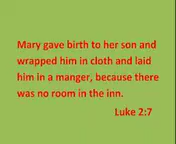 Mary gave birth to her son and
wrapped him in cloth and laid
him in a manger, because there
was no room in the inn.
Luke 2:7